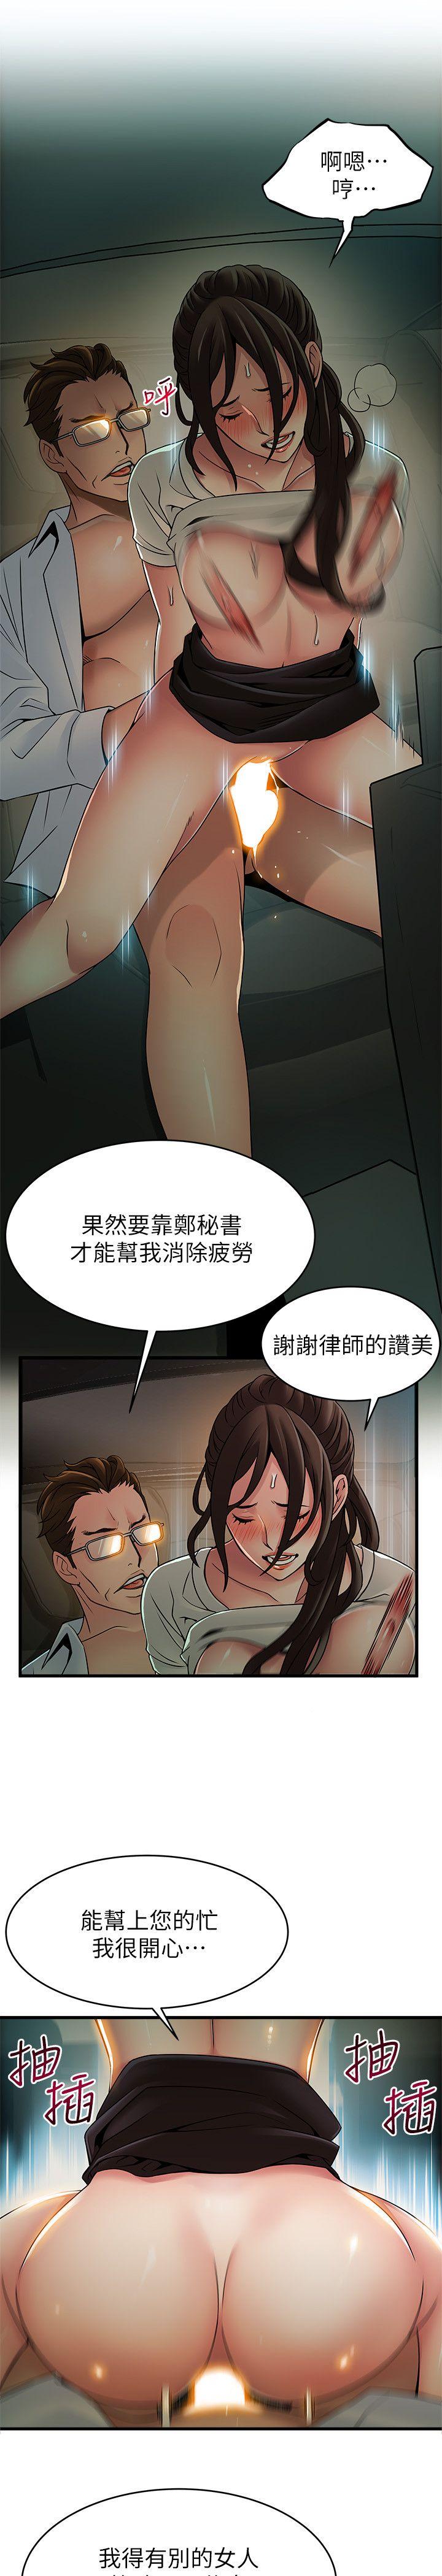 啊嗯⋯
哼⋯
呼
果然要靠鄭秘書
才能幫我消除疲勞
謝謝律師的讚美
能幫上您的忙
我很開心⋯
抽插
抽插
我得有別的女人